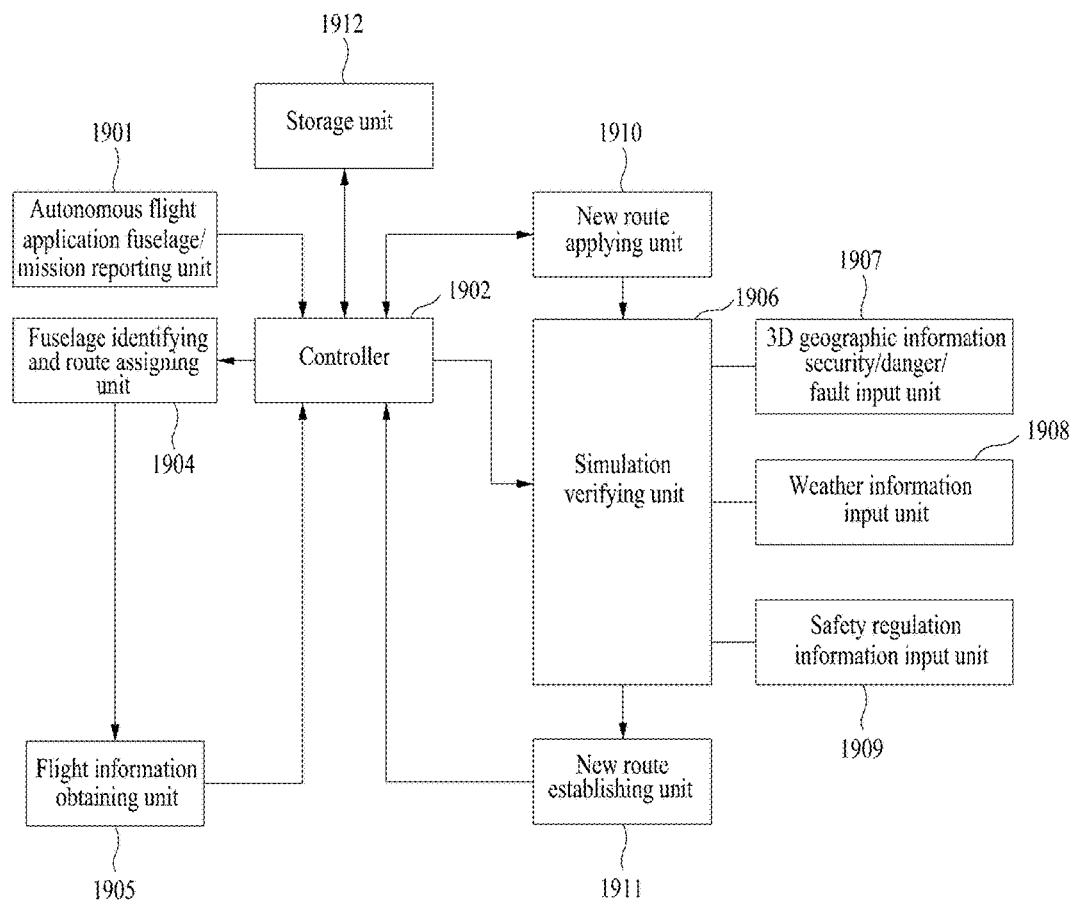 1912
Storage unit
1901
Autonomous flight
application fuselage/
mission reporting unit
1910
New route
applying unit
1907
3D geographic information
security/danger/
fault input unit
1902
Controller
1906
Simulation
verifying unit
Fuselage identifying
and route assigning
unit
1904
1908
Weather information
input unit
Safety regulation
information input unit
1909
Flight information
obtaining unit
1905
New route
establishing unit
1911